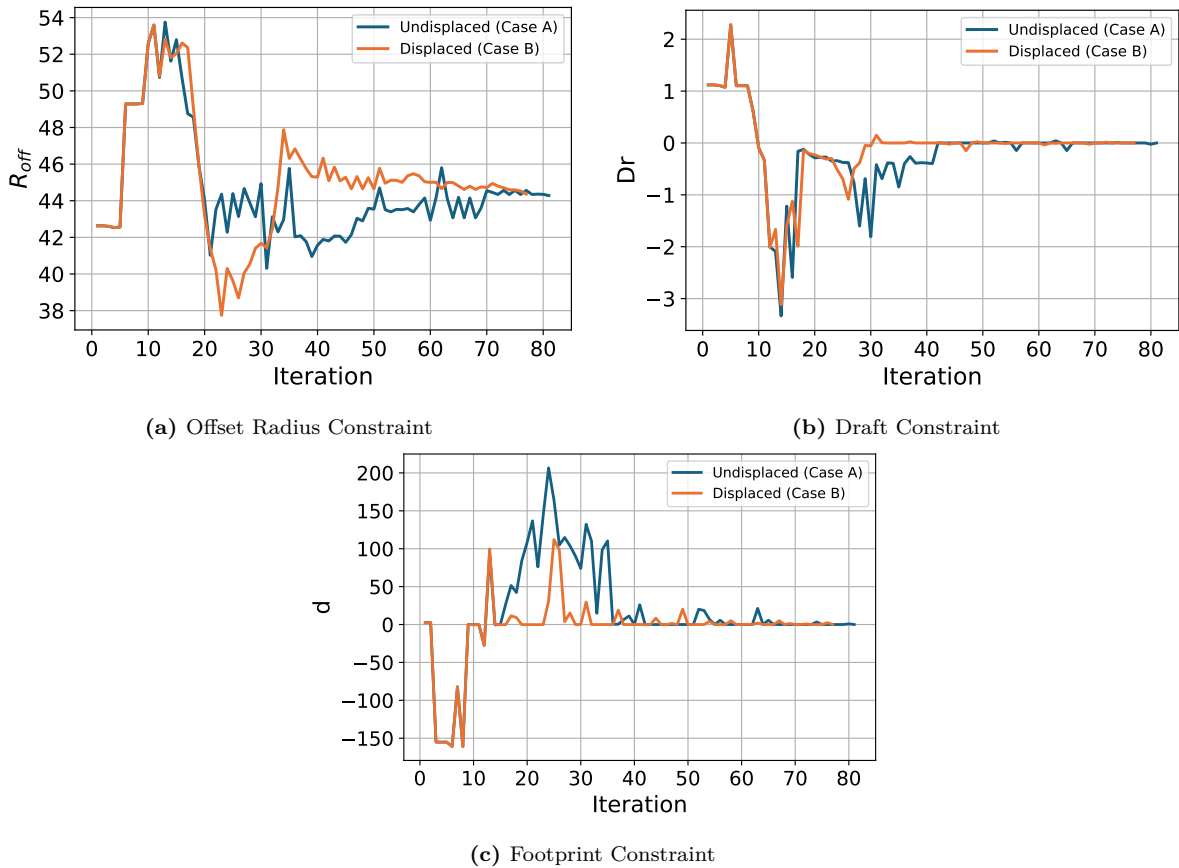 54
52
50
48
46
44
42
40
38
R_off
0 10 20 30 40 50 60 70 80
Iteration
Undisplaced (Case A)
Displaced (Case B)
(a) Offset Radius Constraint
2
1
0
−1
−2
−3
Dr
0 10 20 30 40 50 60 70 80
Iteration
Undisplaced (Case A)
Displaced (Case B)
(b) Draft Constraint
200
150
100
50
0
−50
−100
−150
d
0 10 20 30 40 50 60 70 80
Iteration
Undisplaced (Case A)
Displaced (Case B)
(c) Footprint Constraint